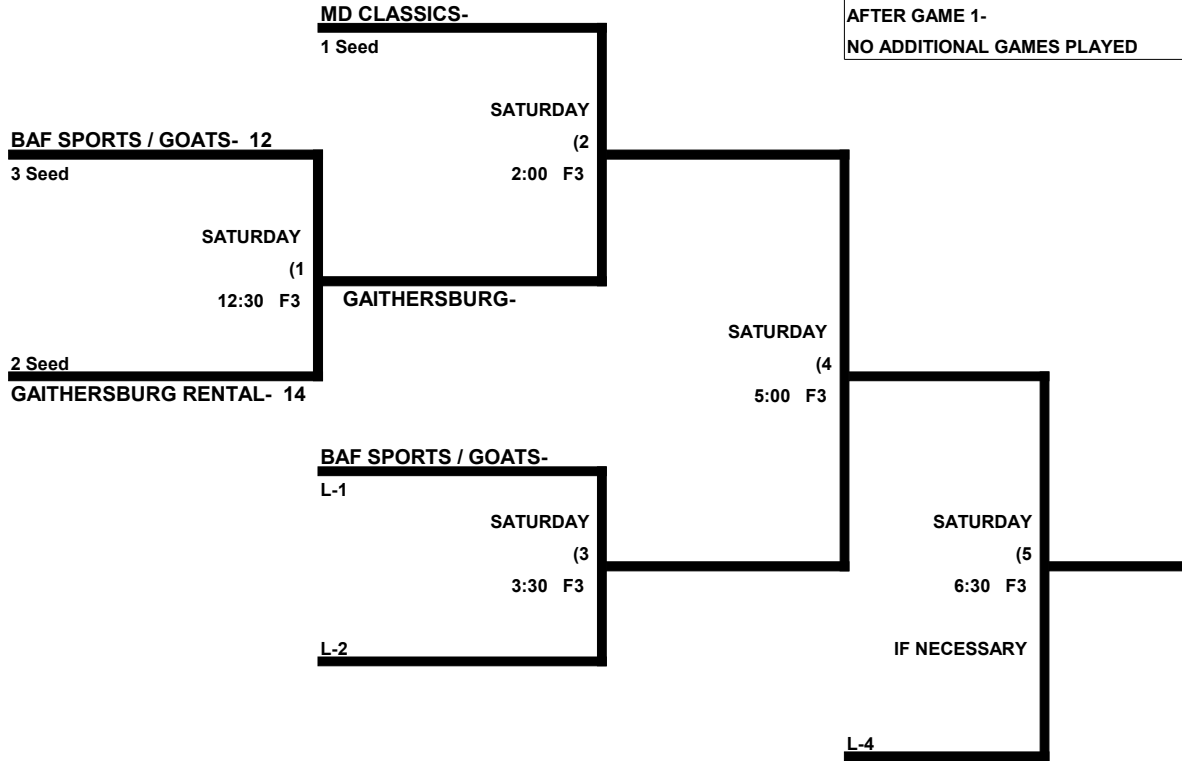 MD CLASSICS-
1 Seed
AFTER GAME 1-
NO ADDITIONAL GAMES PLAYED
SATURDAY
(2
2:00 F3
BAF SPORTS / GOATS- 12
3 Seed
SATURDAY
(1
12:30 F3
GAITHERSBURG-
2 Seed
GAITHERSBURG RENTAL- 14
SATURDAY
(4
5:00 F3
BAF SPORTS / GOATS-
L-1
SATURDAY
(3
3:30 F3
L-2
SATURDAY
(5
6:30 F3
IF NECESSARY
L-4